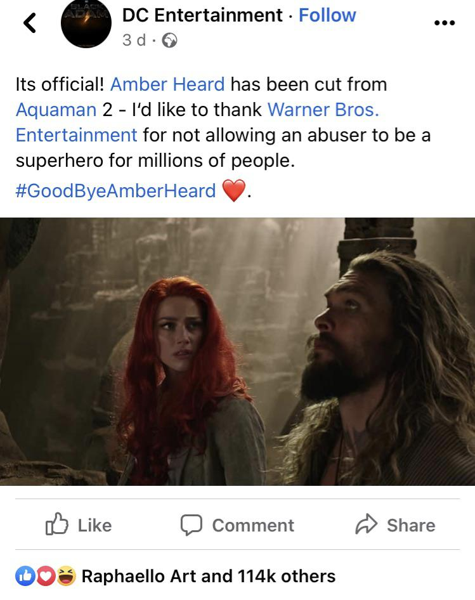 DC Entertainment · Follow
3 d ·
Its official! Amber Heard has been cut from
Aquaman 2 - I'd like to thank Warner Bros.
Entertainment for not allowing an abuser to be a
superhero for millions of people.
#GoodByeAmberHeard ❤️.
Like
Comment
Share
Raphaello Art and 114k others